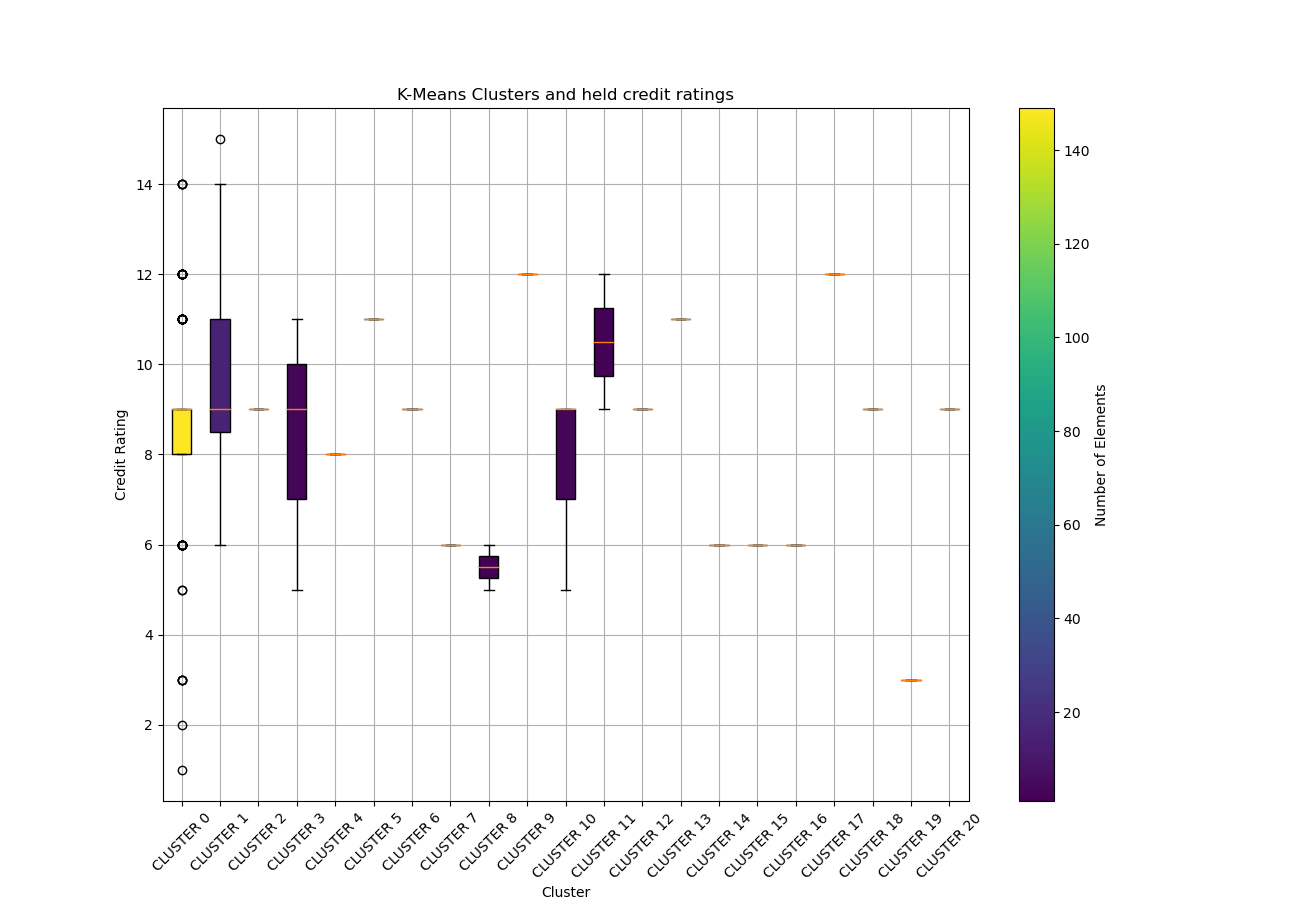 K-Means Clusters and held credit ratings
14
12
10
8
6
4
2
Credit Rating
CLUSTER 0
CLUSTER 1
CLUSTER 2
CLUSTER 3
CLUSTER 4
CLUSTER 5
CLUSTER 6
CLUSTER 7
CLUSTER 8
CLUSTER 9
CLUSTER 10
CLUSTER 11
CLUSTER 12
CLUSTER 13
CLUSTER 14
CLUSTER 15
CLUSTER 16
CLUSTER 17
CLUSTER 18
CLUSTER 19
CLUSTER 20
Cluster
140
120
100
80
60
40
20
Number of Elements